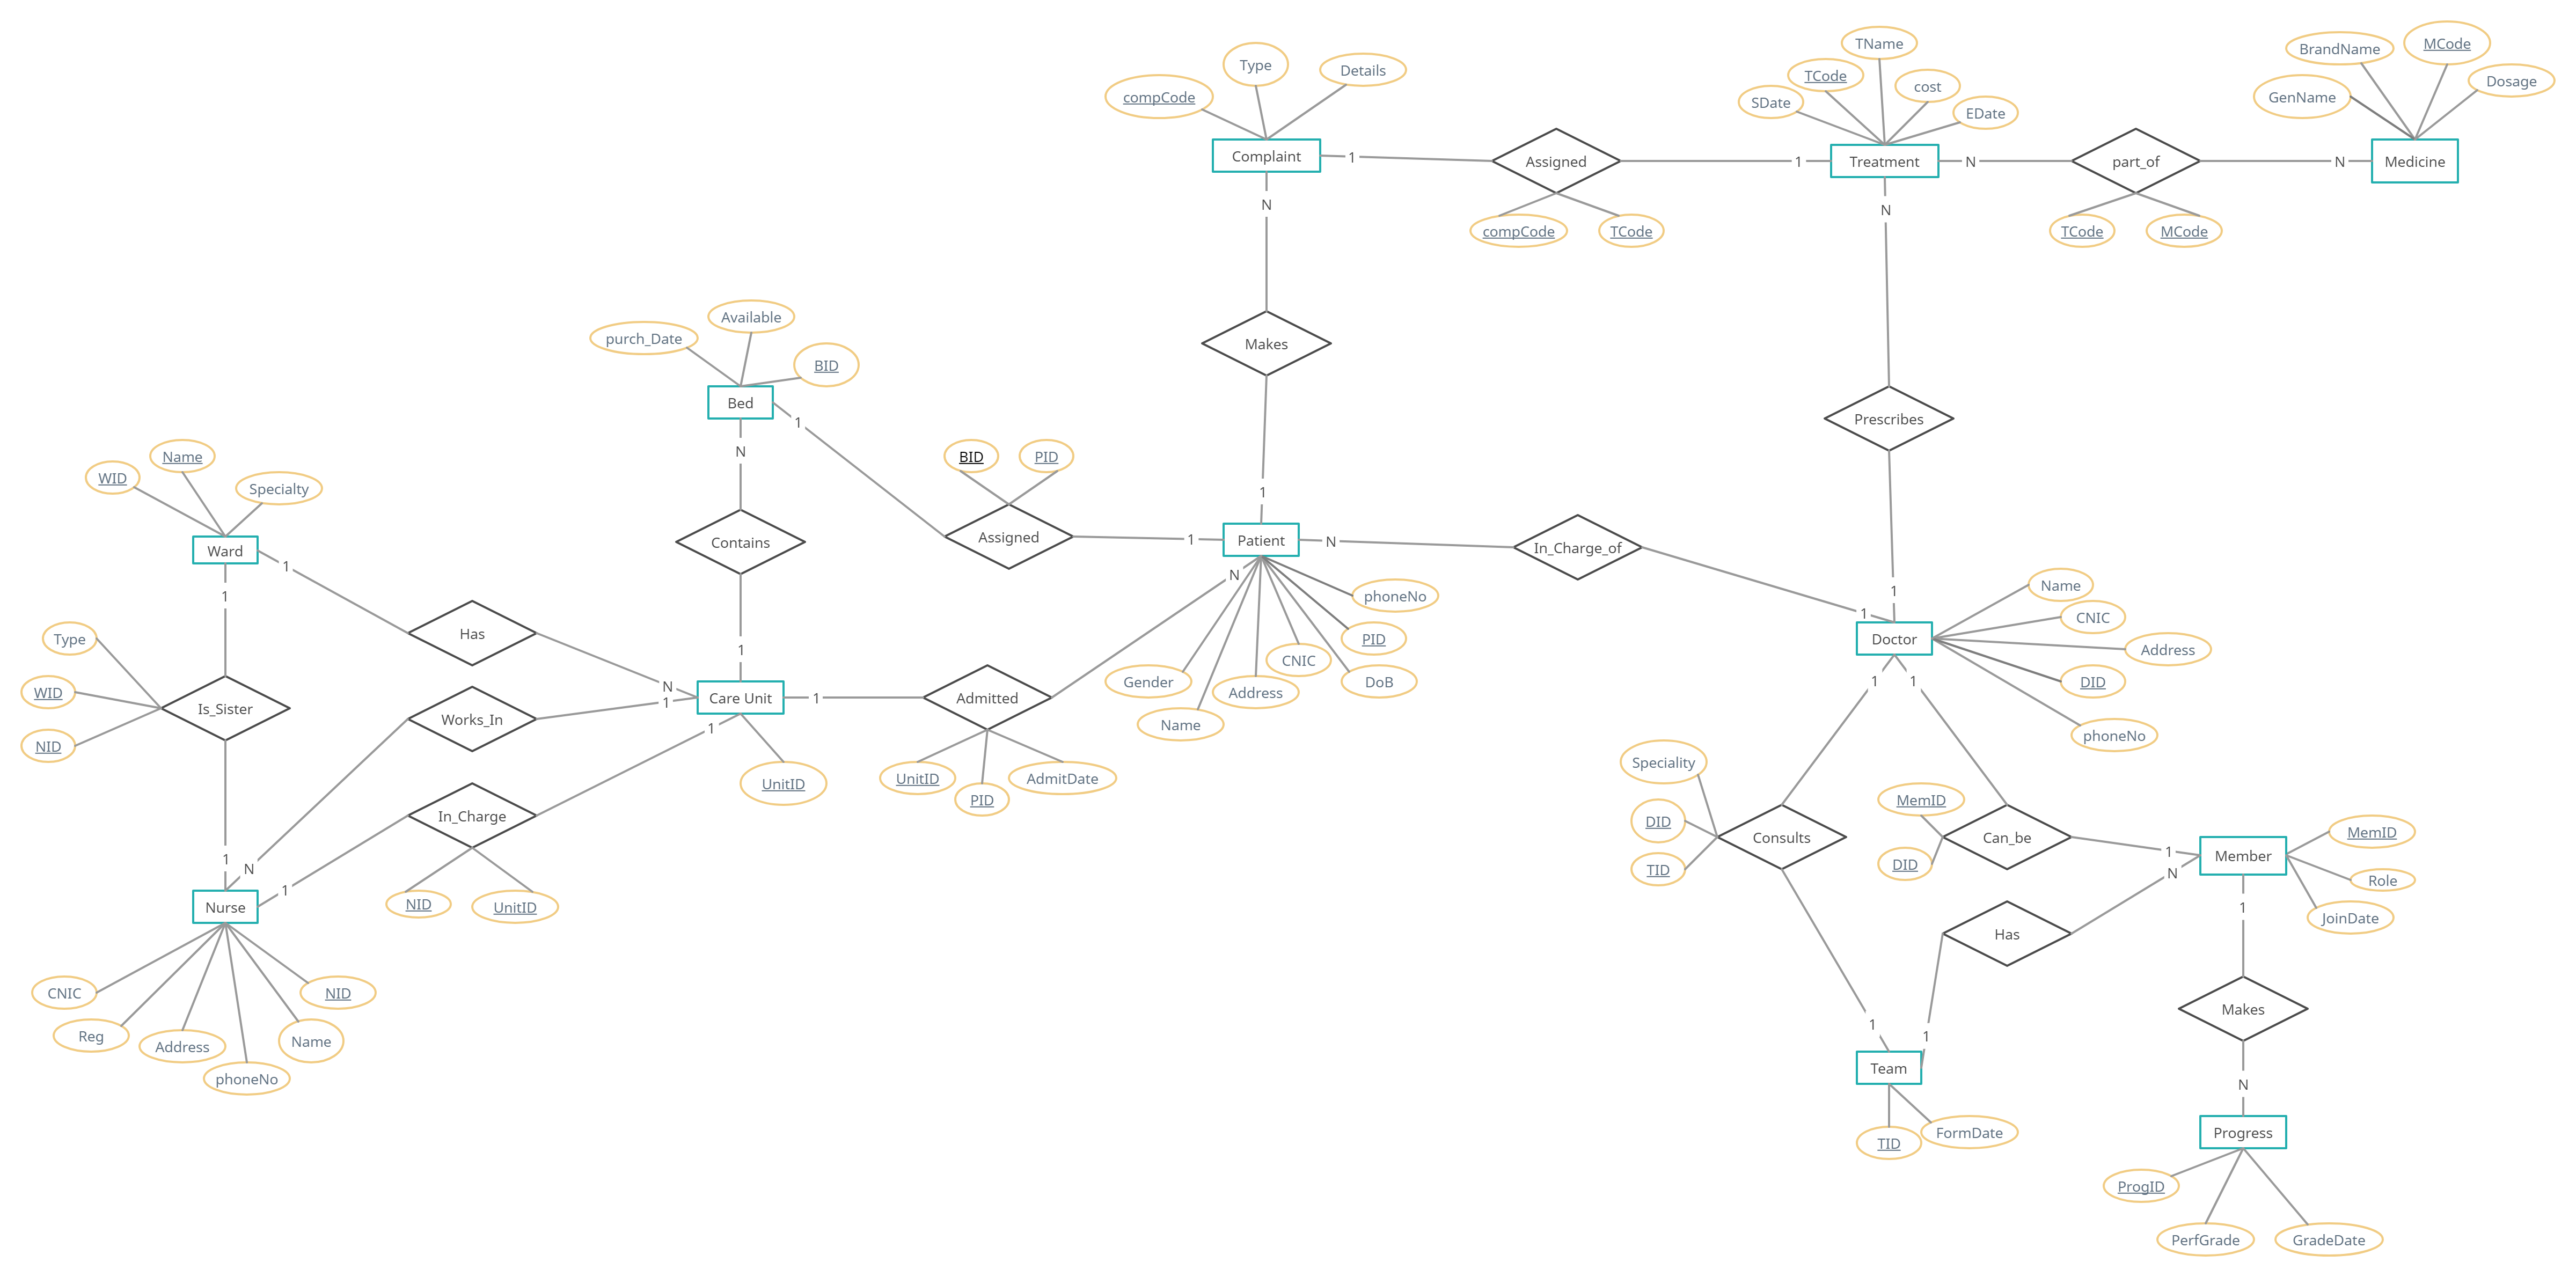 TName
MCode
BrandName
Type
Details
TCode
cost
Dosage
compCode
SDate
GenName
EDate
Complaint
1
Assigned
1
Treatment
N
part_of
N
Medicine
N
N
compCode
TCode
TCode
MCode
Available
purch_Date
Makes
BID
Bed
1
Prescribes
N
Name
BID
PID
WID
Specialty
1
Ward
1
Contains
Assigned
1
Patient
N
In_Charge_of
1
N
1
1
1
Name
phoneNo
CNIC
Type
Has
PID
Doctor
1
Address
CNIC
WID
N
Care Unit
1
Admitted
Gender
DoB
1
1
DID
Is_Sister
Works_In
1
Address
NID
1
Name
phoneNo
UnitID
UnitID
AdmitDate
Speciality
PID
MemID
In_Charge
DID
Consults
Can_be
MemID
1
1
Member
N
1
TID
DID
N
Role
NID
UnitID
1
JoinDate
Nurse
Has
CNIC
NID
Makes
Reg
Address
Name
1
1
phoneNo
Team
N
TID
FormDate
Progress
ProgID
PerfGrade
GradeDate